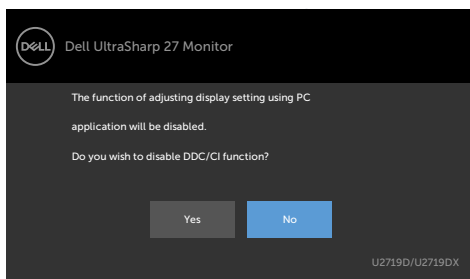 DELL Dell UltraSharp 27 Monitor
The function of adjusting display setting using PC
application will be disabled.
Do you wish to disable DDC/CI function?
Yes No
U2719D/U2719DX